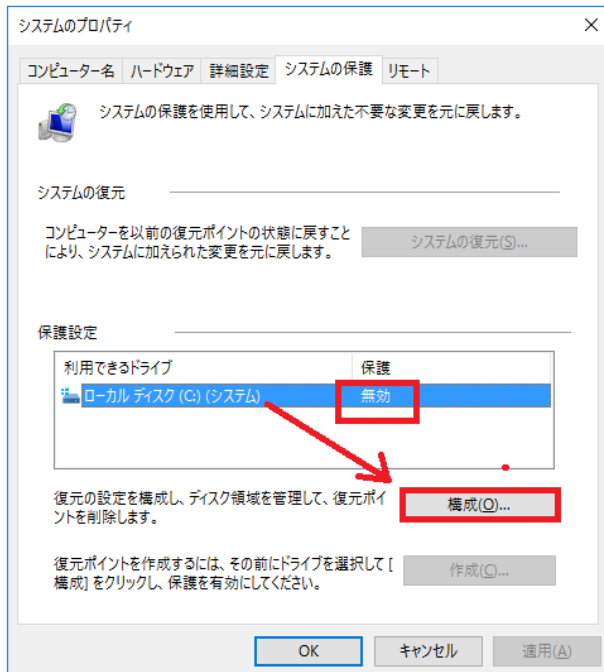 システムのプロパティ
コンピューター名 ハードウェア 詳細設定 システムの保護 リモート
システムの保護を使用して、システムに加えた不要な変更を元に戻します。
システムの復元
コンピューターを以前の復元ポイントの状態に戻すこと
により、システムに加えられた変更を元に戻します。
システムの復元(S)...
保護設定
利用できるドライブ 保護
ローカル ディスク (C:) (システム) 無効
復元の設定を構成し、ディスク領域を管理して、復元ポイ
ントを削除します。
構成(O)...
復元ポイントを作成するには、その前にドライブを選択して [
構成] をクリックし、保護を有効にしてください。
作成(C)...
OK キャンセル 適用(A)